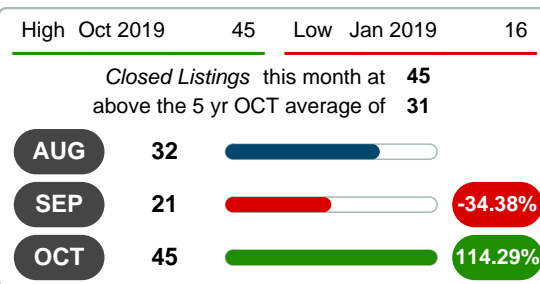 High Oct 2019 45 Low Jan 2019 16
Closed Listings this month at 45
above the 5 yr OCT average of 31
AUG 32
SEP 21 -34.38%
OCT 45 114.29%